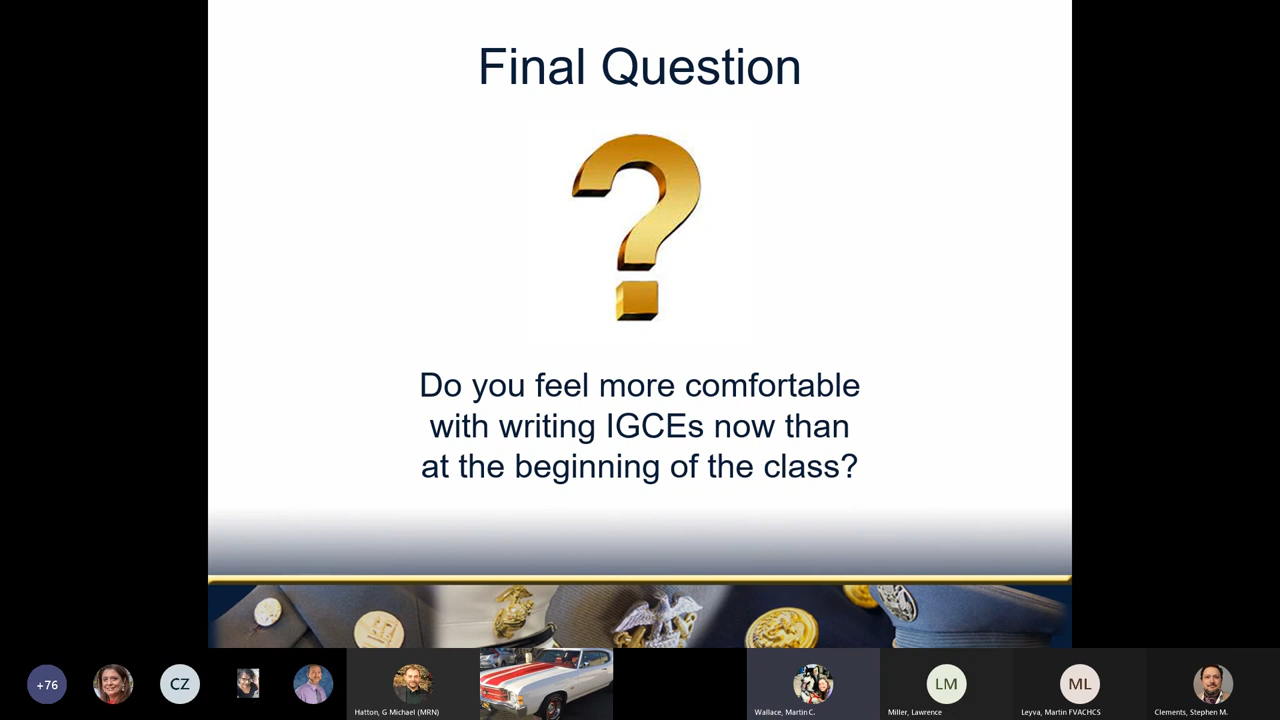 Final Question
?
Do you feel more comfortable
with writing IGCEs now than
at the beginning of the class?
+76
CZ
Hatton, G Michael (MRN)
Wallace, Martin C.
LM
Miller, Lawrence
ML
Leyva, Martin FVACHCS
Clements, Stephen M.